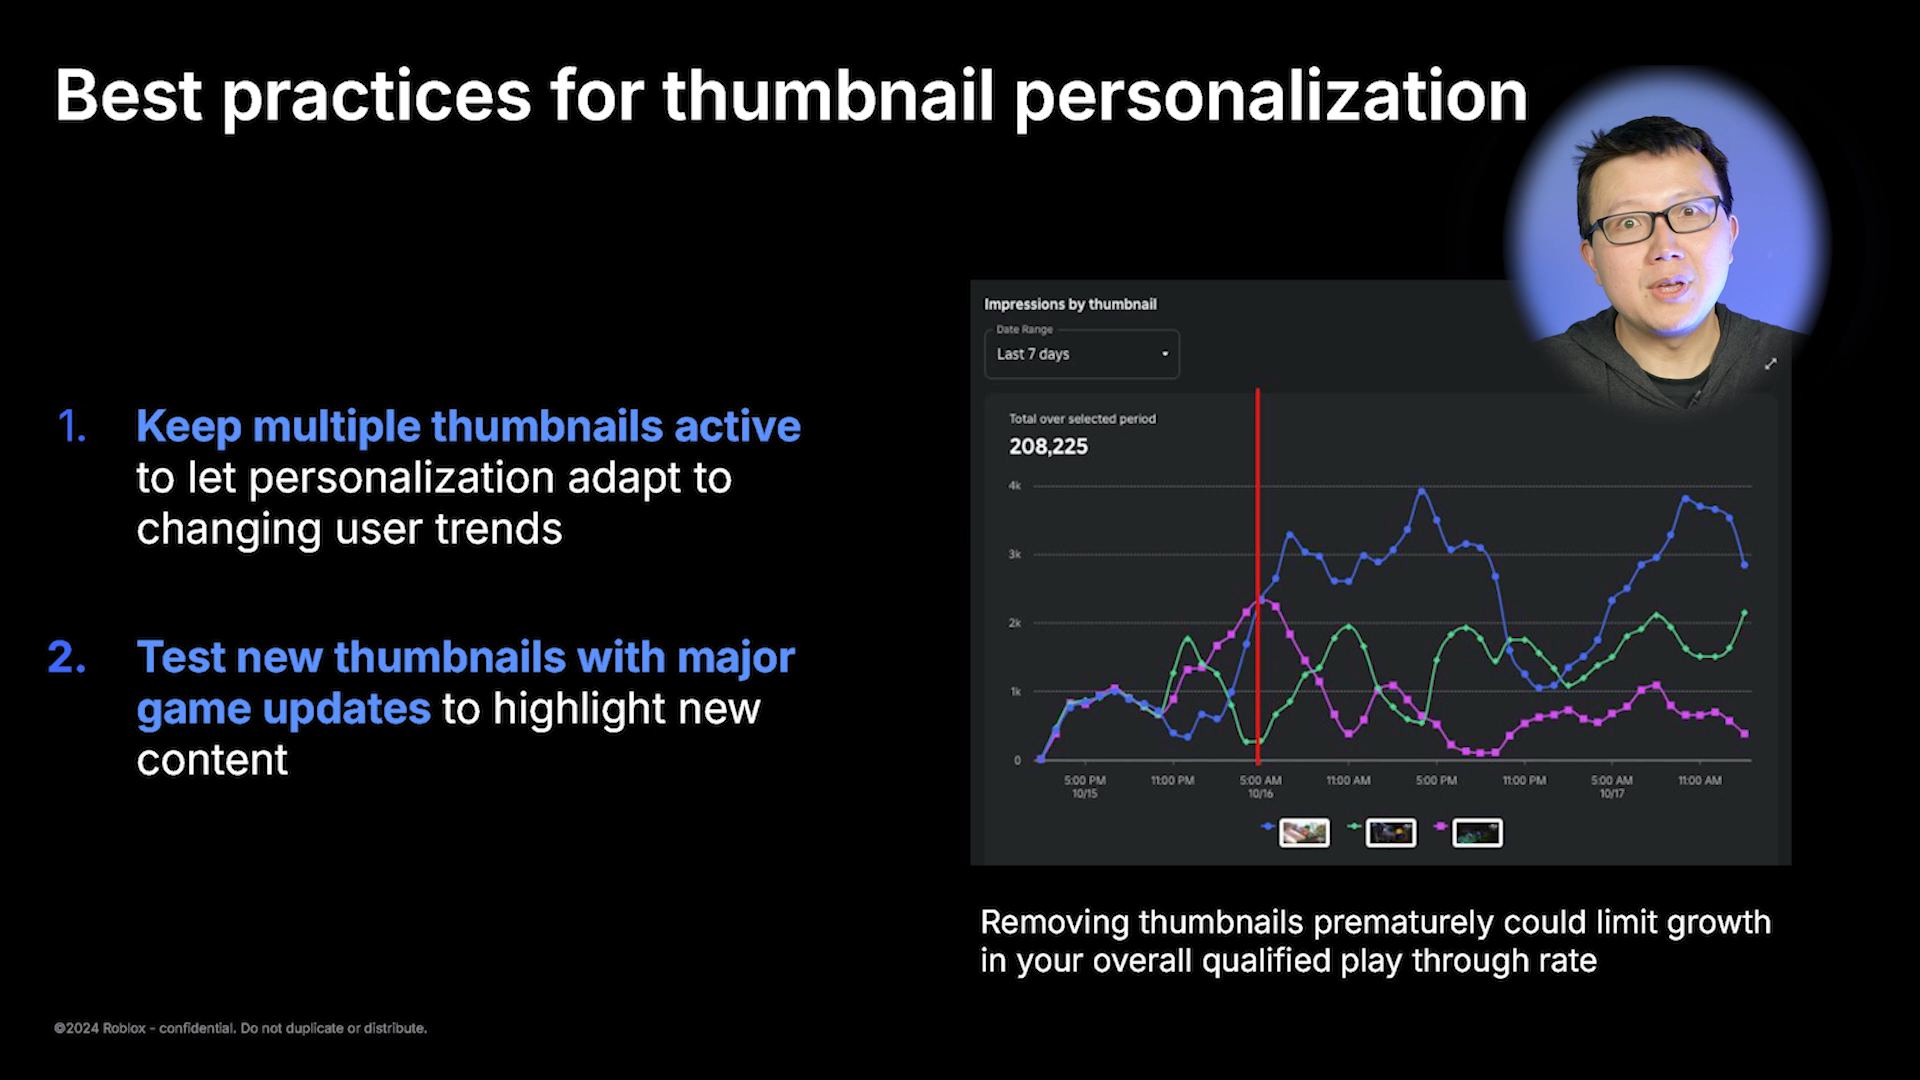 Best practices for thumbnail personalization
1. Keep multiple thumbnails active
to let personalization adapt to
changing user trends
2. Test new thumbnails with major
game updates to highlight new
content
Impressions by thumbnail
Date Range
Last 7 days
Total over selected period
208,225
4k
3k
2k
1k
0
5:00 PM 11:00 PM 5:00 AM 11:00 AM 5:00 PM 11:00 PM 5:00 AM 11:00 AM
10/15 10/16 10/17
Removing thumbnails prematurely could limit growth
in your overall qualified play through rate
©2024 Roblox - confidential. Do not duplicate or distribute.